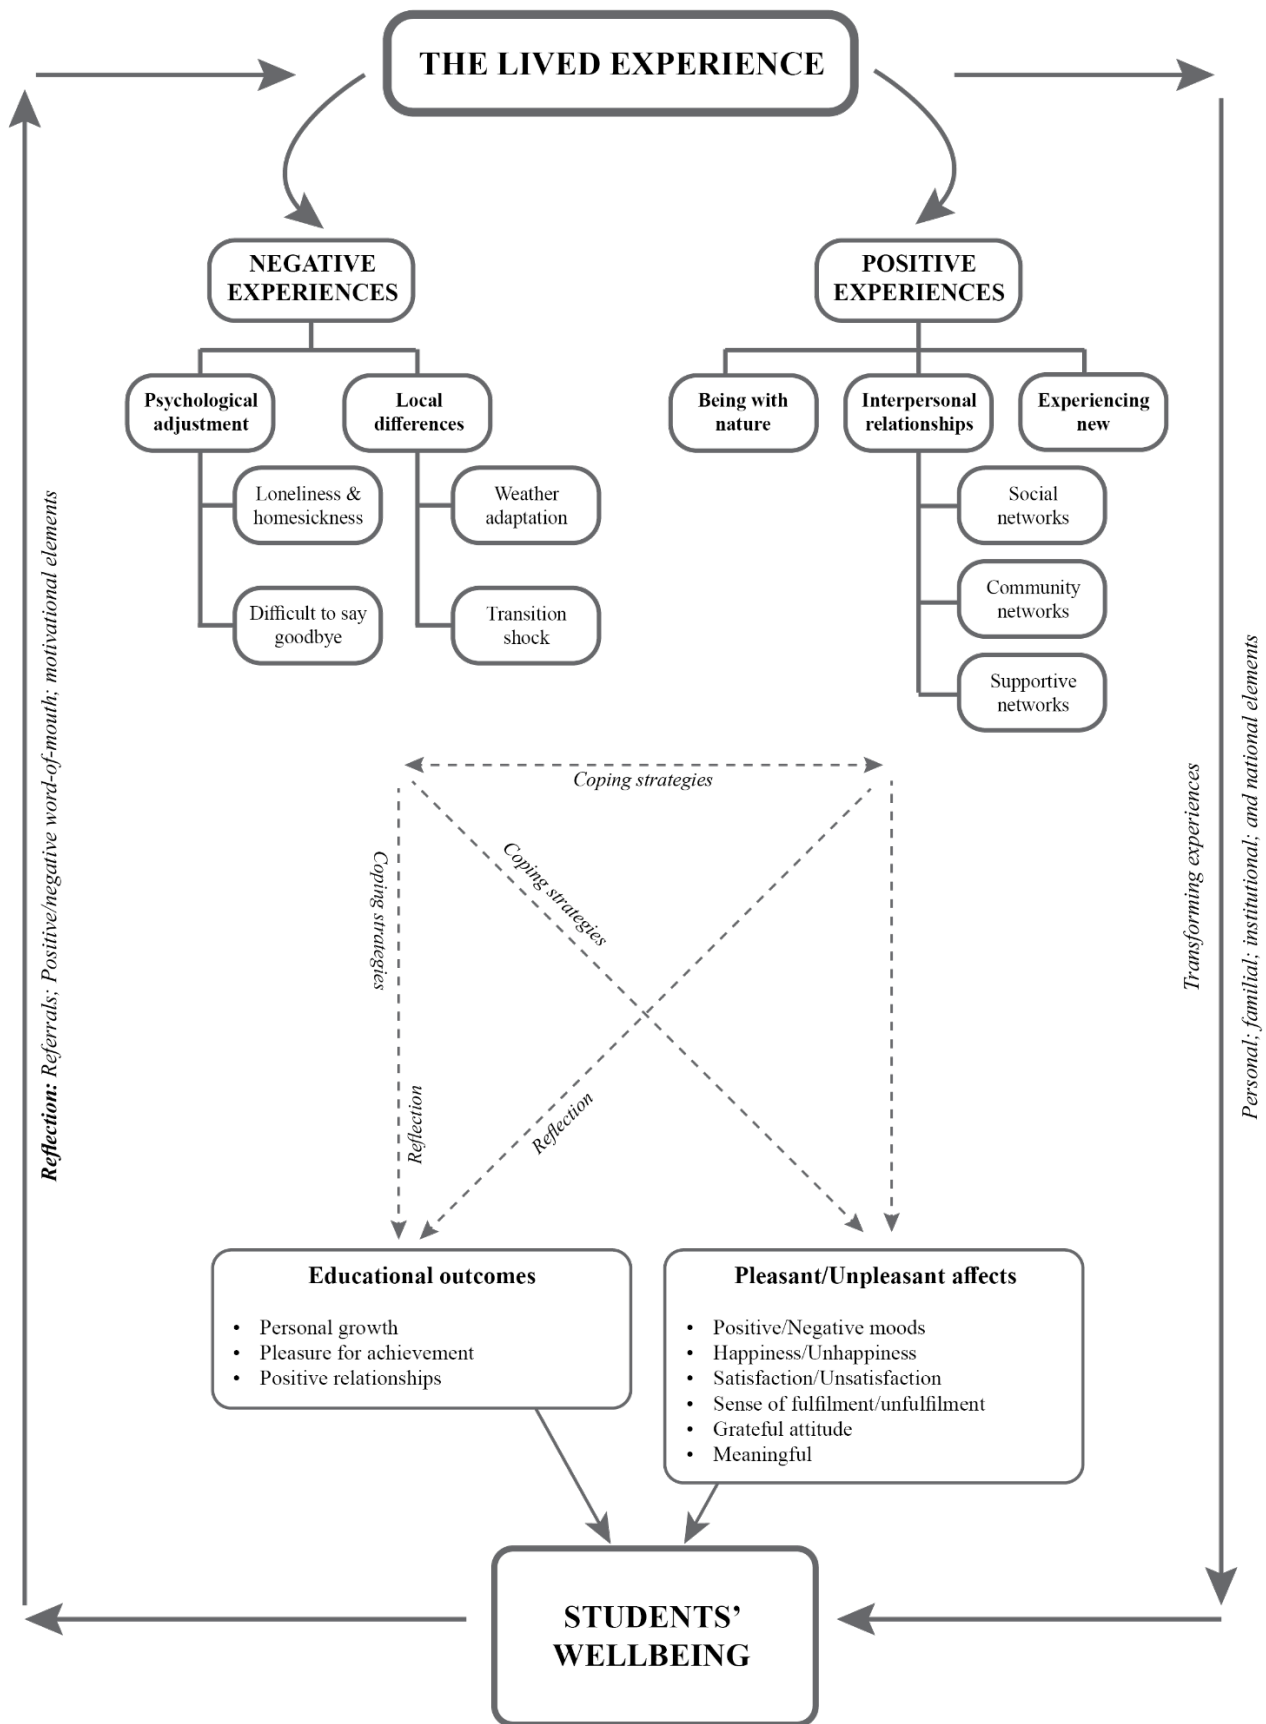 THE LIVED EXPERIENCE
NEGATIVE
EXPERIENCES
POSITIVE
EXPERIENCES
Psychological
adjustment
Local
differences
Being with
nature
Interpersonal
relationships
Experiencing
new
Loneliness &
homesickness
Weather
adaptation
Social
networks
Difficult to say
goodbye
Transition
shock
Community
networks
Supportive
networks
Reflection: Referrals; Positive/negative word-of-mouth; motivational elements
Transforming experiences
Personal; familial; institutional; and national elements
Coping strategies
Coping strategies
Coping strategies
Reflection
Reflection
Educational outcomes
• Personal growth
• Pleasure for achievement
• Positive relationships
Pleasant/Unpleasant affects
• Positive/Negative moods
• Happiness/Unhappiness
• Satisfaction/Unsatisfaction
• Sense of fulfilment/unfulfilment
• Grateful attitude
• Meaningful
STUDENTS’
WELLBEING